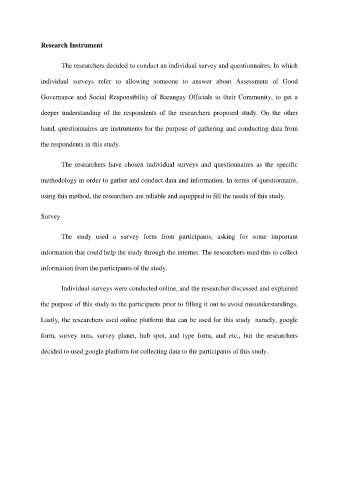 Research Instrument
The researchers decided to conduct an individual survey and questionnaires. In which
individual surveys refer to allowing someone to answer about Assessment of Good
Governance and Social Responsibility of Barangay Officials to their Community, to get a
deeper understanding of the respondents of the researchers proposed study. On the other
hand, questionnaires are instruments for the purpose of gathering and conducting data from
the respondents in this study.
The researchers have chosen individual surveys and questionnaires as the specific
methodology in order to gather and conduct data and information. In terms of questionnaire,
using this method, the researchers are reliable and equipped to fill the needs of this study.
Survey
The study used a survey form from participants, asking for some important
information that could help the study through the internet. The researchers used this to collect
information from the participants of the study.
Individual surveys were conducted online, and the researcher discussed and explained
the purpose of this study to the participants prior to filling it out to avoid misunderstandings.
Lastly, the researchers used online platform that can be used for this study namely, google
form, survey nuts, survey planet, hub spot, and type form, and etc., but the researchers
decided to used google platform for collecting data to the participants of this study.